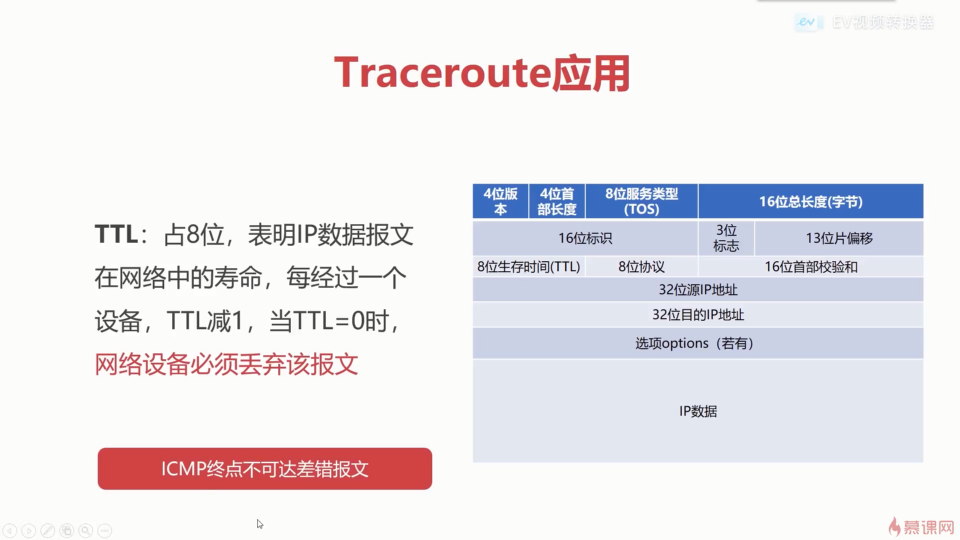 EV视频转换器
Traceroute应用
TTL：占8位，表明IP数据报文
在网络中的寿命，每经过一个
设备，TTL减1，当TTL=0时，
网络设备必须丢弃该报文
ICMP终点不可达差错报文
4位版
本
4位首
部长度
8位服务类型
(TOS)
16位总长度(字节)
16位标识
3位
标志
13位片偏移
8位生存时间(TTL)
8位协议
16位首部校验和
32位源IP地址
32位目的IP地址
选项options（若有）
IP数据
慕课网